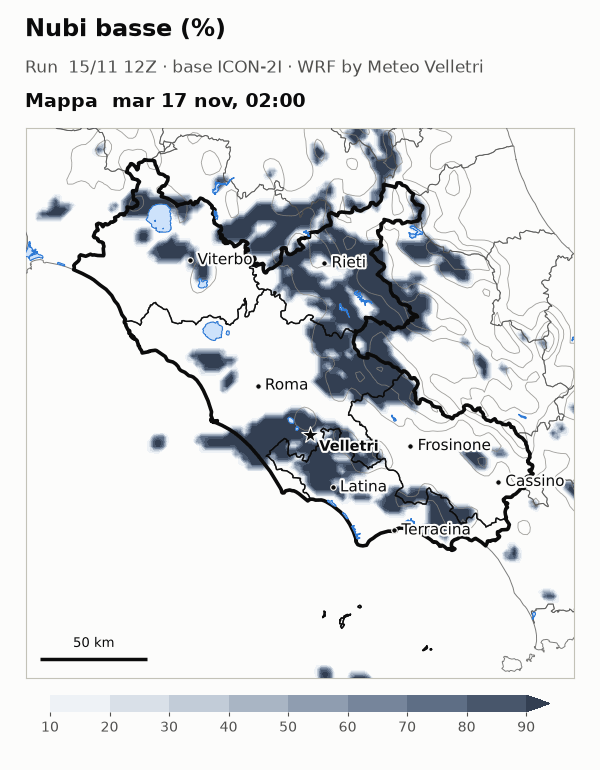 Nubi basse (%)
Run 15/11 12Z · base ICON-2I · WRF by Meteo Velletri
Mappa mar 17 nov, 02:00
Viterbo
Rieti
Roma
Velletri
Frosinone
Latina
Cassino
Terracina
50 km
10 20 30 40 50 60 70 80 90